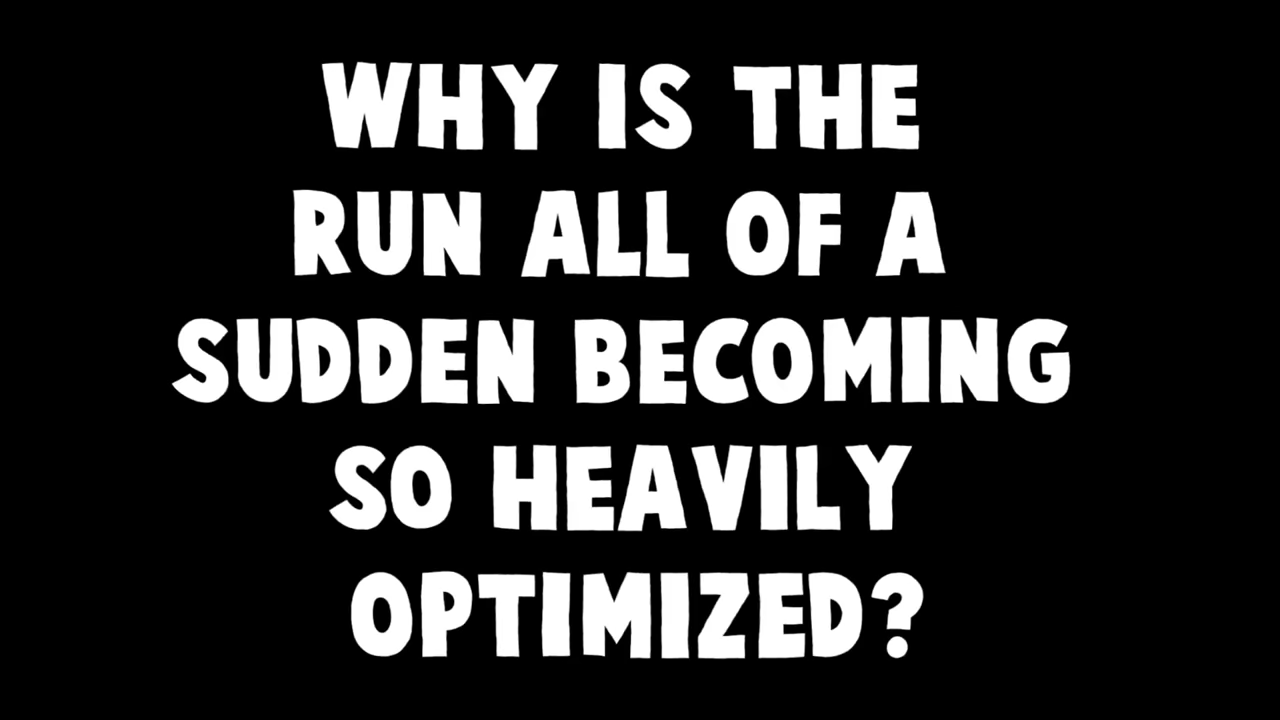 WHY IS THE
RUN ALL OF A
SUDDEN BECOMING
SO HEAVILY
OPTIMIZED?